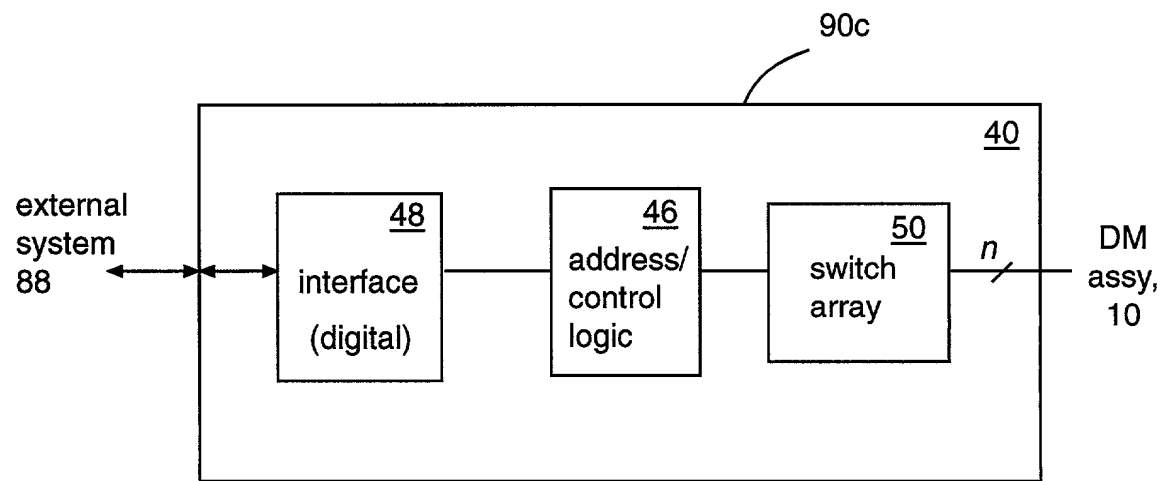 90c
40
external
system
88
48
interface
(digital)
46
address/
control
logic
50
switch
array
n
DM
assy,
10